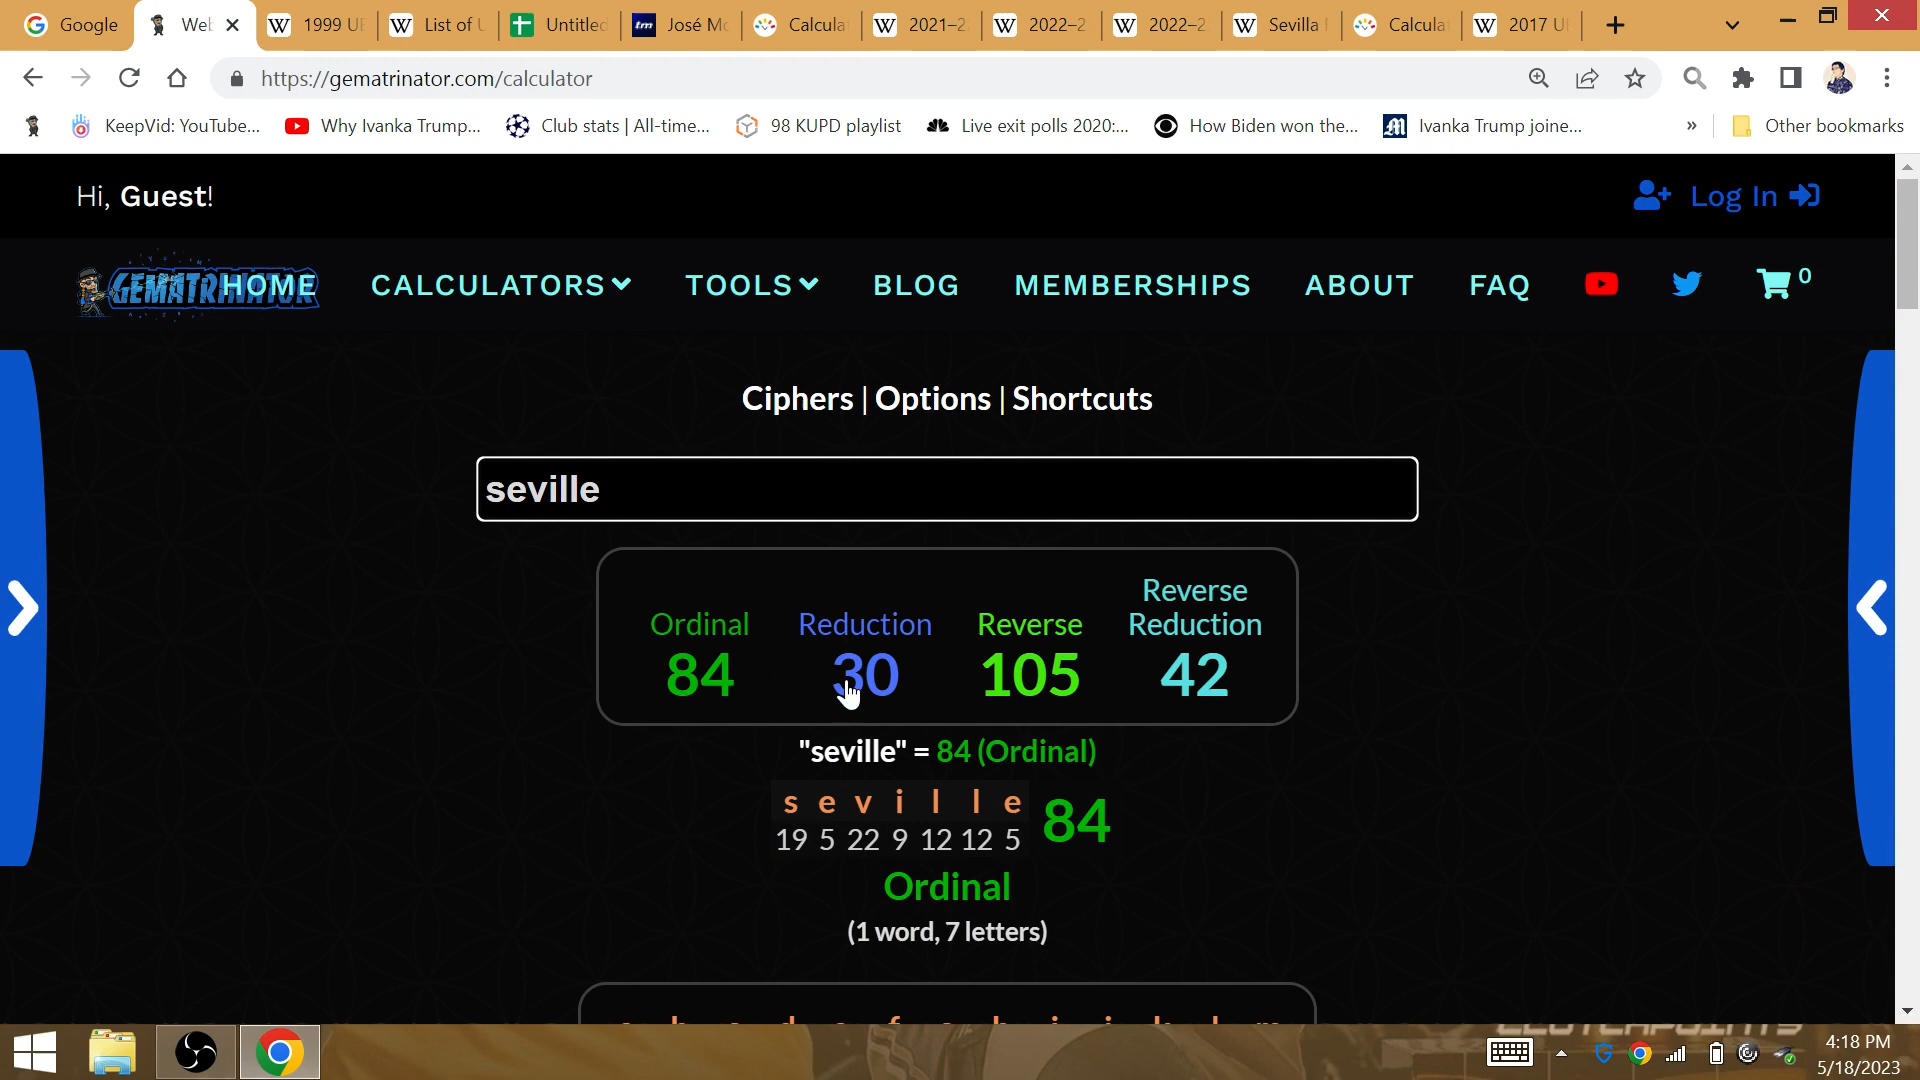 Google
Web
1999 U
List of U
Untitled
José Mo
Calcula
2021–2
2022–2
2022–2
Sevilla
Calcula
2017 U
https://gematrinator.com/calculator
KeepVid: YouTube...
Why Ivanka Trump...
Club stats | All-time...
98 KUPD playlist
Live exit polls 2020:...
How Biden won the...
Ivanka Trump joine...
»
Other bookmarks
Hi, Guest!
Log In
GEMATRINATOR
HOME
CALCULATORS
TOOLS
BLOG
MEMBERSHIPS
ABOUT
FAQ
0
Ciphers | Options | Shortcuts
seville
Ordinal
84
Reduction
30
Reverse
105
Reverse
Reduction
42
"seville" = 84 (Ordinal)
s e v i l l e
19 5 22 9 12 12 5
84
Ordinal
(1 word, 7 letters)
CLUTCHPOINTS
4:18 PM
5/18/2023